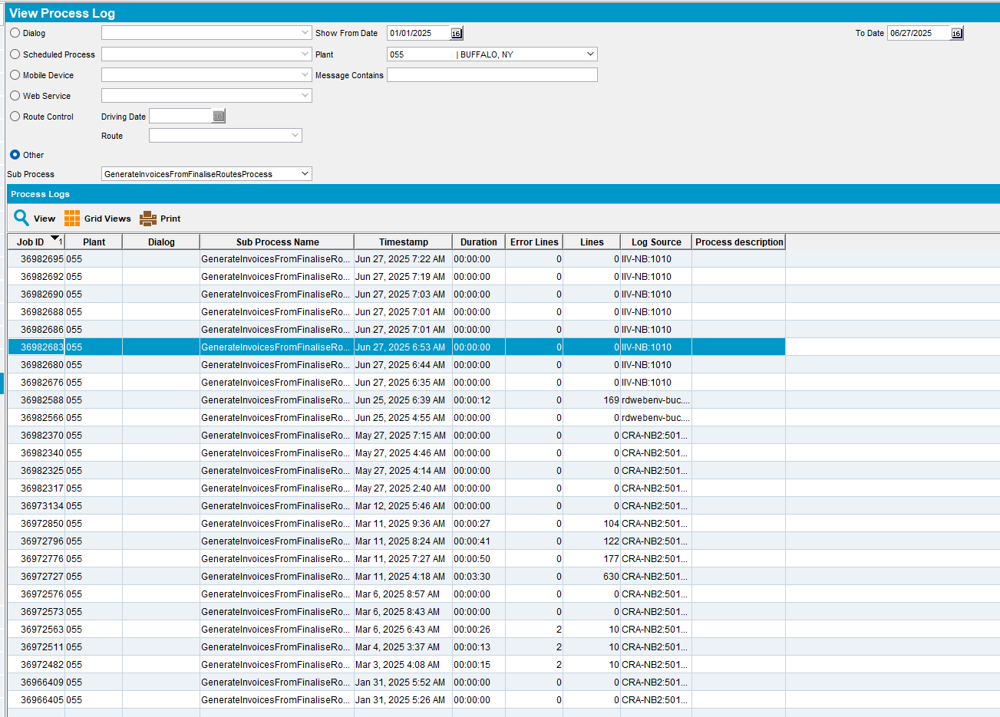 View Process Log
Dialog Show From Date 01/01/2025 16 To Date 06/27/2025 16
Scheduled Process Plant 055 | BUFFALO, NY
Mobile Device Message Contains
Web Service
Route Control Driving Date 16
Route
Other
Sub Process GenerateInvoicesFromFinaliseRoutesProcess
Process Logs
View Grid Views Print
Job ID 1 Plant Dialog Sub Process Name Timestamp Duration Error Lines Lines Log Source Process description
36982695 055 GenerateInvoicesFromFinaliseRo... Jun 27, 2025 7:22 AM 00:00:00 0 0 IIV-NB:1010
36982692 055 GenerateInvoicesFromFinaliseRo... Jun 27, 2025 7:19 AM 00:00:00 0 0 IIV-NB:1010
36982690 055 GenerateInvoicesFromFinaliseRo... Jun 27, 2025 7:03 AM 00:00:00 0 0 IIV-NB:1010
36982688 055 GenerateInvoicesFromFinaliseRo... Jun 27, 2025 7:01 AM 00:00:00 0 0 IIV-NB:1010
36982686 055 GenerateInvoicesFromFinaliseRo... Jun 27, 2025 7:01 AM 00:00:00 0 0 IIV-NB:1010
36982683 055 GenerateInvoicesFromFinaliseRo... Jun 27, 2025 6:53 AM 00:00:00 0 0 IIV-NB:1010
36982680 055 GenerateInvoicesFromFinaliseRo... Jun 27, 2025 6:44 AM 00:00:00 0 0 IIV-NB:1010
36982676 055 GenerateInvoicesFromFinaliseRo... Jun 27, 2025 6:35 AM 00:00:00 0 0 IIV-NB:1010
36982588 055 GenerateInvoicesFromFinaliseRo... Jun 25, 2025 6:39 AM 00:00:12 0 169 rdwebenv-buc....
36982566 055 GenerateInvoicesFromFinaliseRo... Jun 25, 2025 4:55 AM 00:00:00 0 0 rdwebenv-buc....
36982370 055 GenerateInvoicesFromFinaliseRo... May 27, 2025 7:15 AM 00:00:00 0 0 CRA-NB2:501...
36982340 055 GenerateInvoicesFromFinaliseRo... May 27, 2025 4:46 AM 00:00:00 0 0 CRA-NB2:501...
36982325 055 GenerateInvoicesFromFinaliseRo... May 27, 2025 4:14 AM 00:00:00 0 0 CRA-NB2:501...
36982317 055 GenerateInvoicesFromFinaliseRo... May 27, 2025 2:40 AM 00:00:00 0 0 CRA-NB2:501...
36973134 055 GenerateInvoicesFromFinaliseRo... Mar 12, 2025 5:46 AM 00:00:00 0 0 CRA-NB2:501...
36972850 055 GenerateInvoicesFromFinaliseRo... Mar 11, 2025 9:36 AM 00:00:27 0 104 CRA-NB2:501...
36972796 055 GenerateInvoicesFromFinaliseRo... Mar 11, 2025 8:24 AM 00:00:41 0 122 CRA-NB2:501...
36972776 055 GenerateInvoicesFromFinaliseRo... Mar 11, 2025 7:27 AM 00:00:50 0 177 CRA-NB2:501...
36972727 055 GenerateInvoicesFromFinaliseRo... Mar 11, 2025 4:18 AM 00:03:30 0 630 CRA-NB2:501...
36972576 055 GenerateInvoicesFromFinaliseRo... Mar 6, 2025 8:57 AM 00:00:00 0 0 CRA-NB2:501...
36972573 055 GenerateInvoicesFromFinaliseRo... Mar 6, 2025 8:43 AM 00:00:00 0 0 CRA-NB2:501...
36972563 055 GenerateInvoicesFromFinaliseRo... Mar 6, 2025 6:43 AM 00:00:26 2 10 CRA-NB2:501...
36972511 055 GenerateInvoicesFromFinaliseRo... Mar 4, 2025 3:37 AM 00:00:13 2 10 CRA-NB2:501...
36972482 055 GenerateInvoicesFromFinaliseRo... Mar 3, 2025 4:08 AM 00:00:15 2 10 CRA-NB2:501...
36966409 055 GenerateInvoicesFromFinaliseRo... Jan 31, 2025 5:52 AM 00:00:00 0 0 CRA-NB2:501...
36966405 055 GenerateInvoicesFromFinaliseRo... Jan 31, 2025 5:26 AM 00:00:00 0 0 CRA-NB2:501...